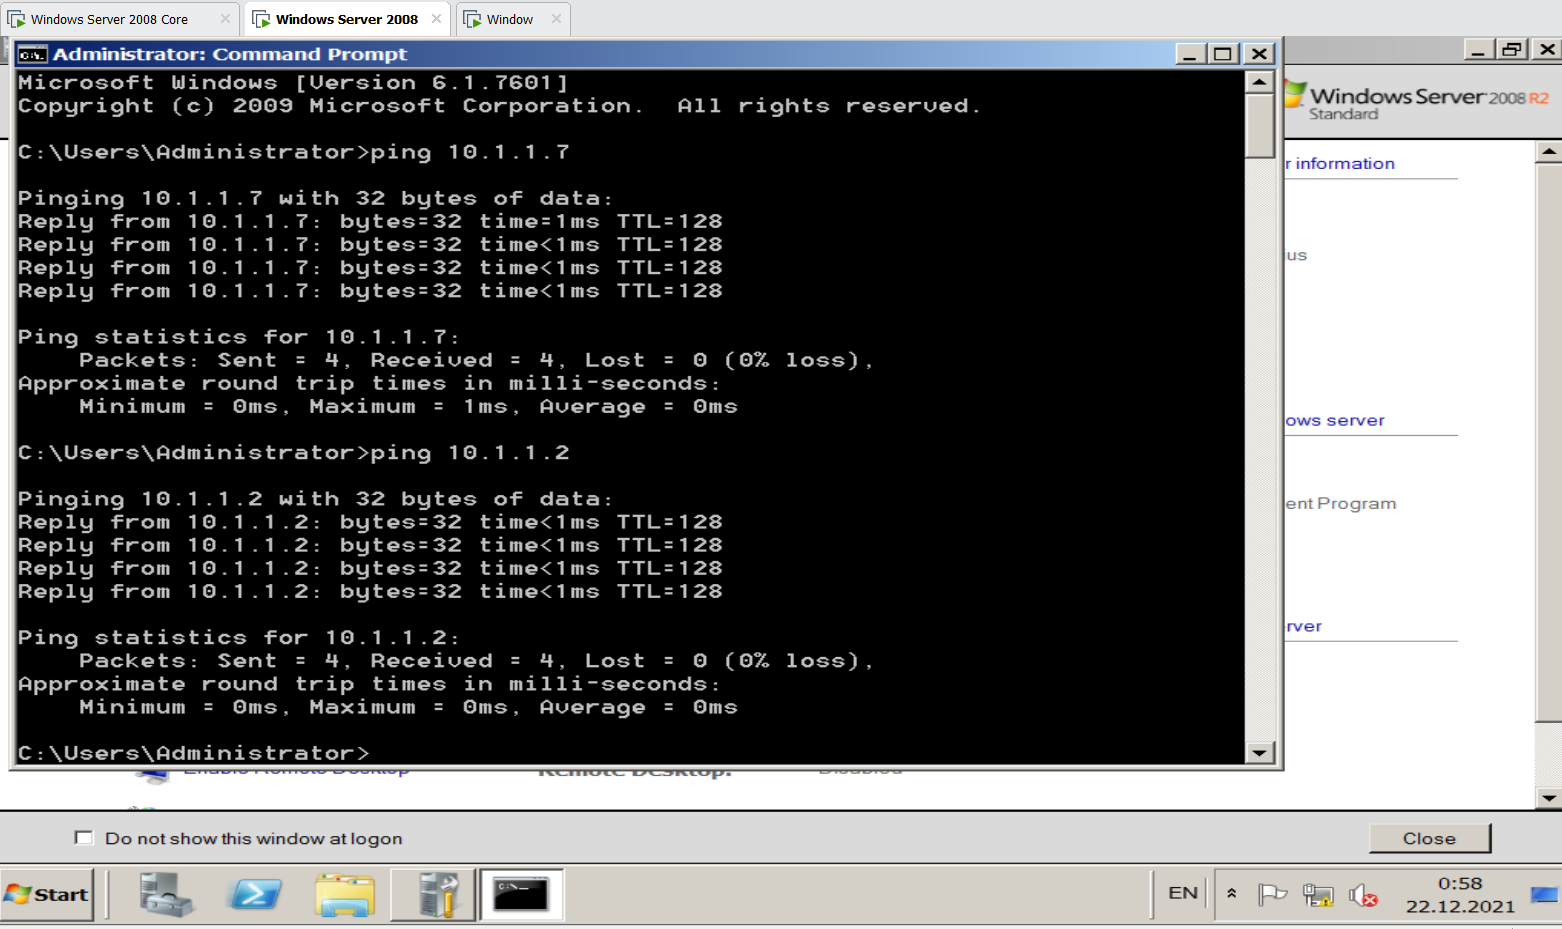 Windows Server 2008 Core
Windows Server 2008
Window
Administrator: Command Prompt
Microsoft Windows [Version 6.1.7601]
Copyright (c) 2009 Microsoft Corporation.  All rights reserved.
C:\Users\Administrator>ping 10.1.1.7
Pinging 10.1.1.7 with 32 bytes of data:
Reply from 10.1.1.7: bytes=32 time=1ms TTL=128
Reply from 10.1.1.7: bytes=32 time<1ms TTL=128
Reply from 10.1.1.7: bytes=32 time<1ms TTL=128
Reply from 10.1.1.7: bytes=32 time<1ms TTL=128
Ping statistics for 10.1.1.7:
    Packets: Sent = 4, Received = 4, Lost = 0 (0% loss),
Approximate round trip times in milli-seconds:
    Minimum = 0ms, Maximum = 1ms, Average = 0ms
C:\Users\Administrator>ping 10.1.1.2
Pinging 10.1.1.2 with 32 bytes of data:
Reply from 10.1.1.2: bytes=32 time<1ms TTL=128
Reply from 10.1.1.2: bytes=32 time<1ms TTL=128
Reply from 10.1.1.2: bytes=32 time<1ms TTL=128
Reply from 10.1.1.2: bytes=32 time<1ms TTL=128
Ping statistics for 10.1.1.2:
    Packets: Sent = 4, Received = 4, Lost = 0 (0% loss),
Approximate round trip times in milli-seconds:
    Minimum = 0ms, Maximum = 0ms, Average = 0ms
C:\Users\Administrator>
Windows Server 2008 R2
Standard
r information
us
ows server
ent Program
rver
Enable Remote Desktop
Remote Desktop:
Disabled
Do not show this window at logon
Close
Start
EN
0:58
22.12.2021